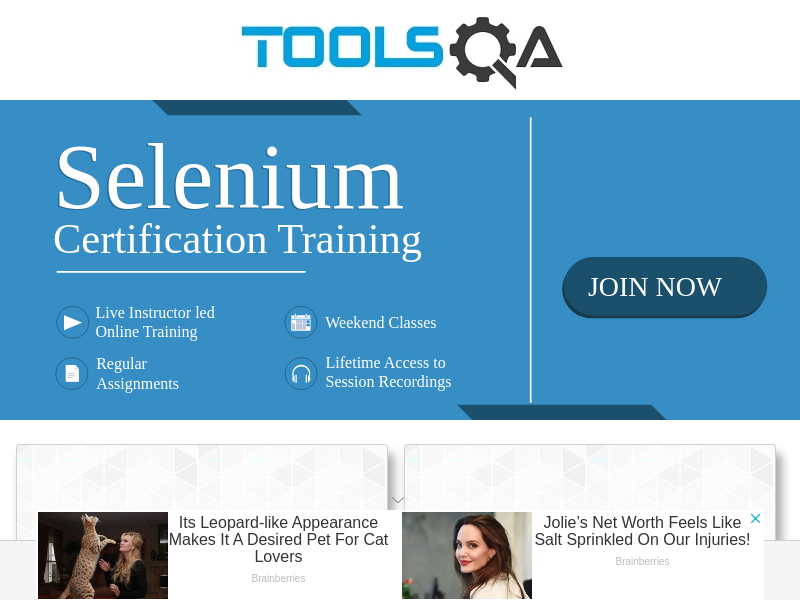 TOOLSQA
Selenium
Certification Training
Live Instructor led
Online Training
Weekend Classes
Regular
Assignments
Lifetime Access to
Session Recordings
JOIN NOW
Its Leopard-like Appearance
Makes It A Desired Pet For Cat
Lovers
Brainberries
Jolie’s Net Worth Feels Like
Salt Sprinkled On Our Injuries!
Brainberries